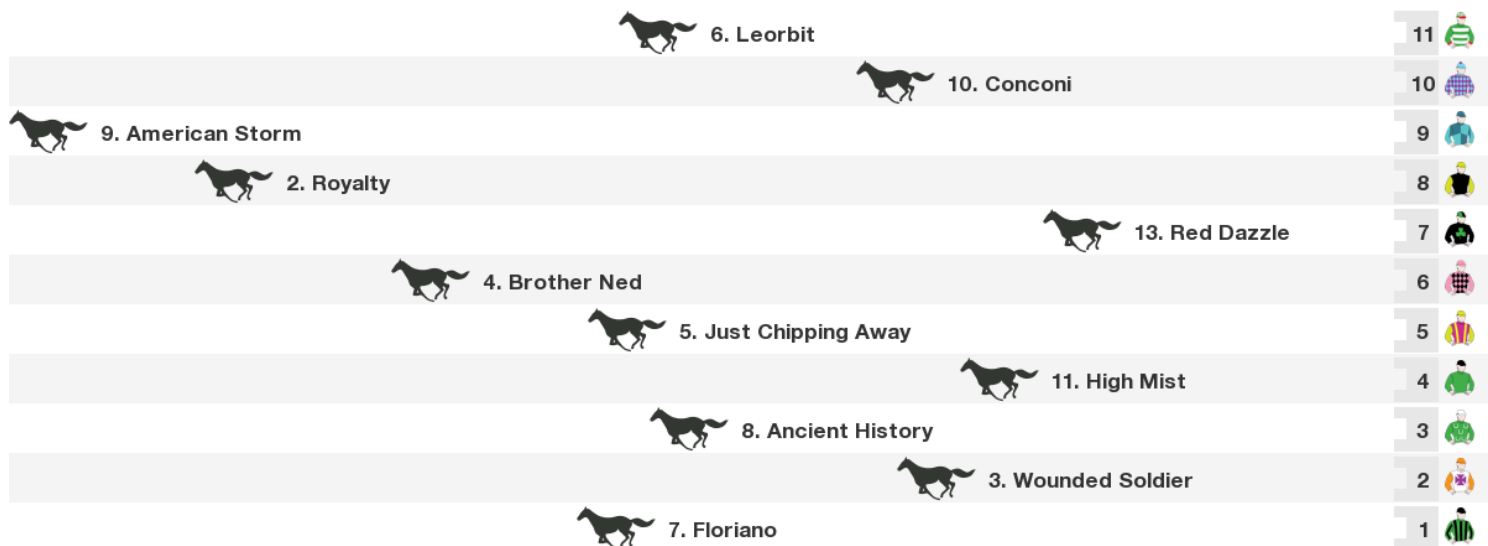 6. Leorbit 11
10. Conconi 10
9. American Storm 9
2. Royalty 8
13. Red Dazzle 7
4. Brother Ned 6
5. Just Chipping Away 5
11. High Mist 4
8. Ancient History 3
3. Wounded Soldier 2
7. Floriano 1